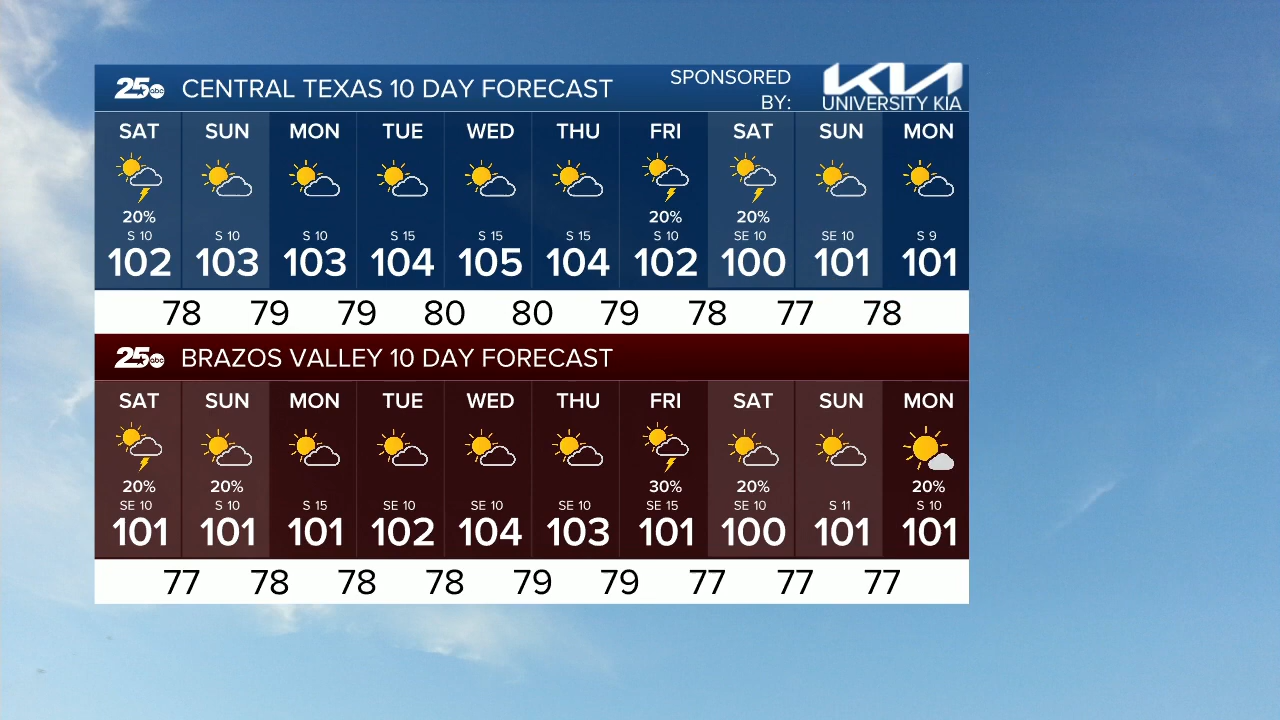 25 abc CENTRAL TEXAS 10 DAY FORECAST SPONSORED BY: KIA UNIVERSITY KIA
SAT SUN MON TUE WED THU FRI SAT SUN MON
20% 20% 20%
S 10 S 10 S 10 S 15 S 15 S 15 S 10 SE 10 SE 10 S 9
102 103 103 104 105 104 102 100 101 101
78 79 79 80 80 79 78 77 78
25 abc BRAZOS VALLEY 10 DAY FORECAST
SAT SUN MON TUE WED THU FRI SAT SUN MON
20% 20% 30% 20% 20%
SE 10 S 10 S 15 SE 10 SE 10 SE 10 SE 15 SE 10 S 11 S 10
101 101 101 102 104 103 101 100 101 101
77 78 78 78 79 79 77 77 77